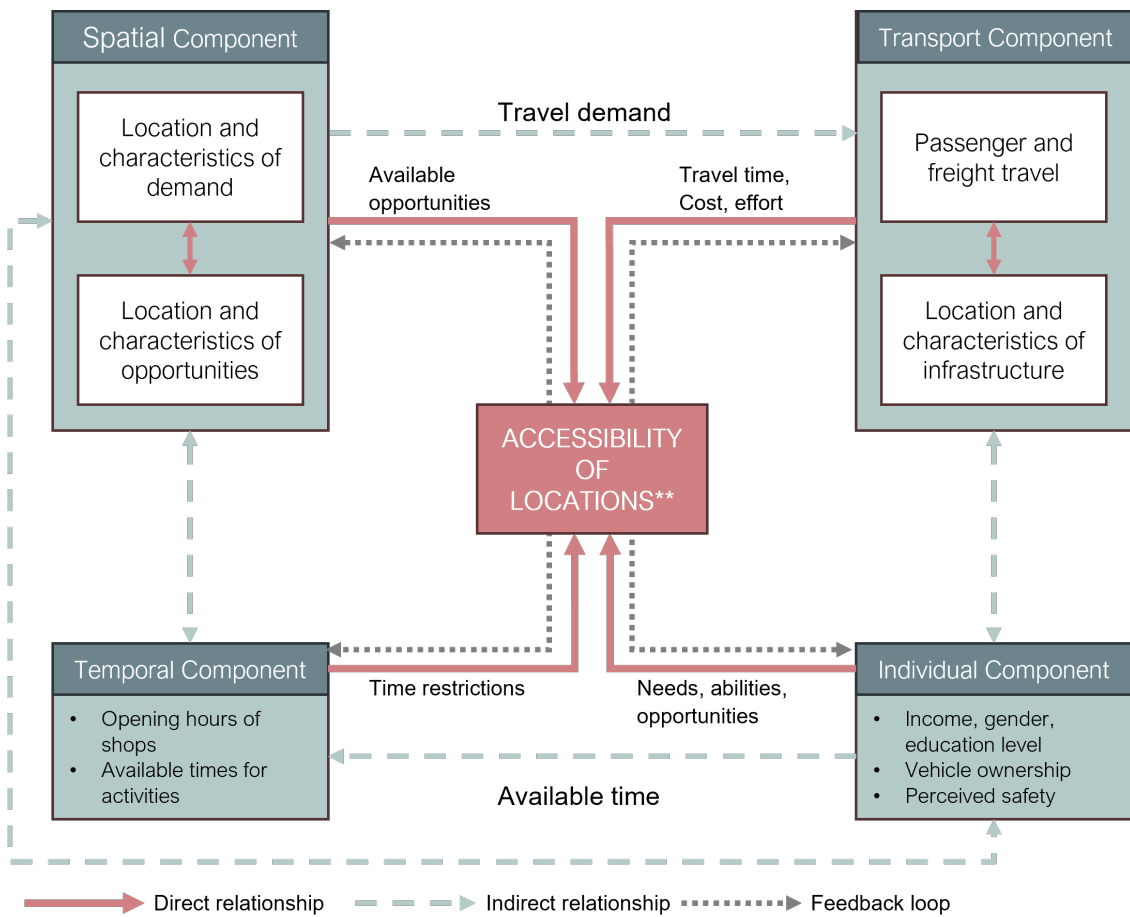 Spatial Component
Location and
characteristics of
demand
Location and
characteristics of
opportunities
Transport Component
Passenger and
freight travel
Location and
characteristics of
infrastructure
Travel demand
Available
opportunities
Travel time,
Cost, effort
ACCESSIBILITY
OF
LOCATIONS**
Temporal Component
• Opening hours of
shops
• Available times for
activities
Time restrictions
Needs, abilities,
opportunities
Available time
Individual Component
• Income, gender,
education level
• Vehicle ownership
• Perceived safety
Direct relationship
Indirect relationship
Feedback loop